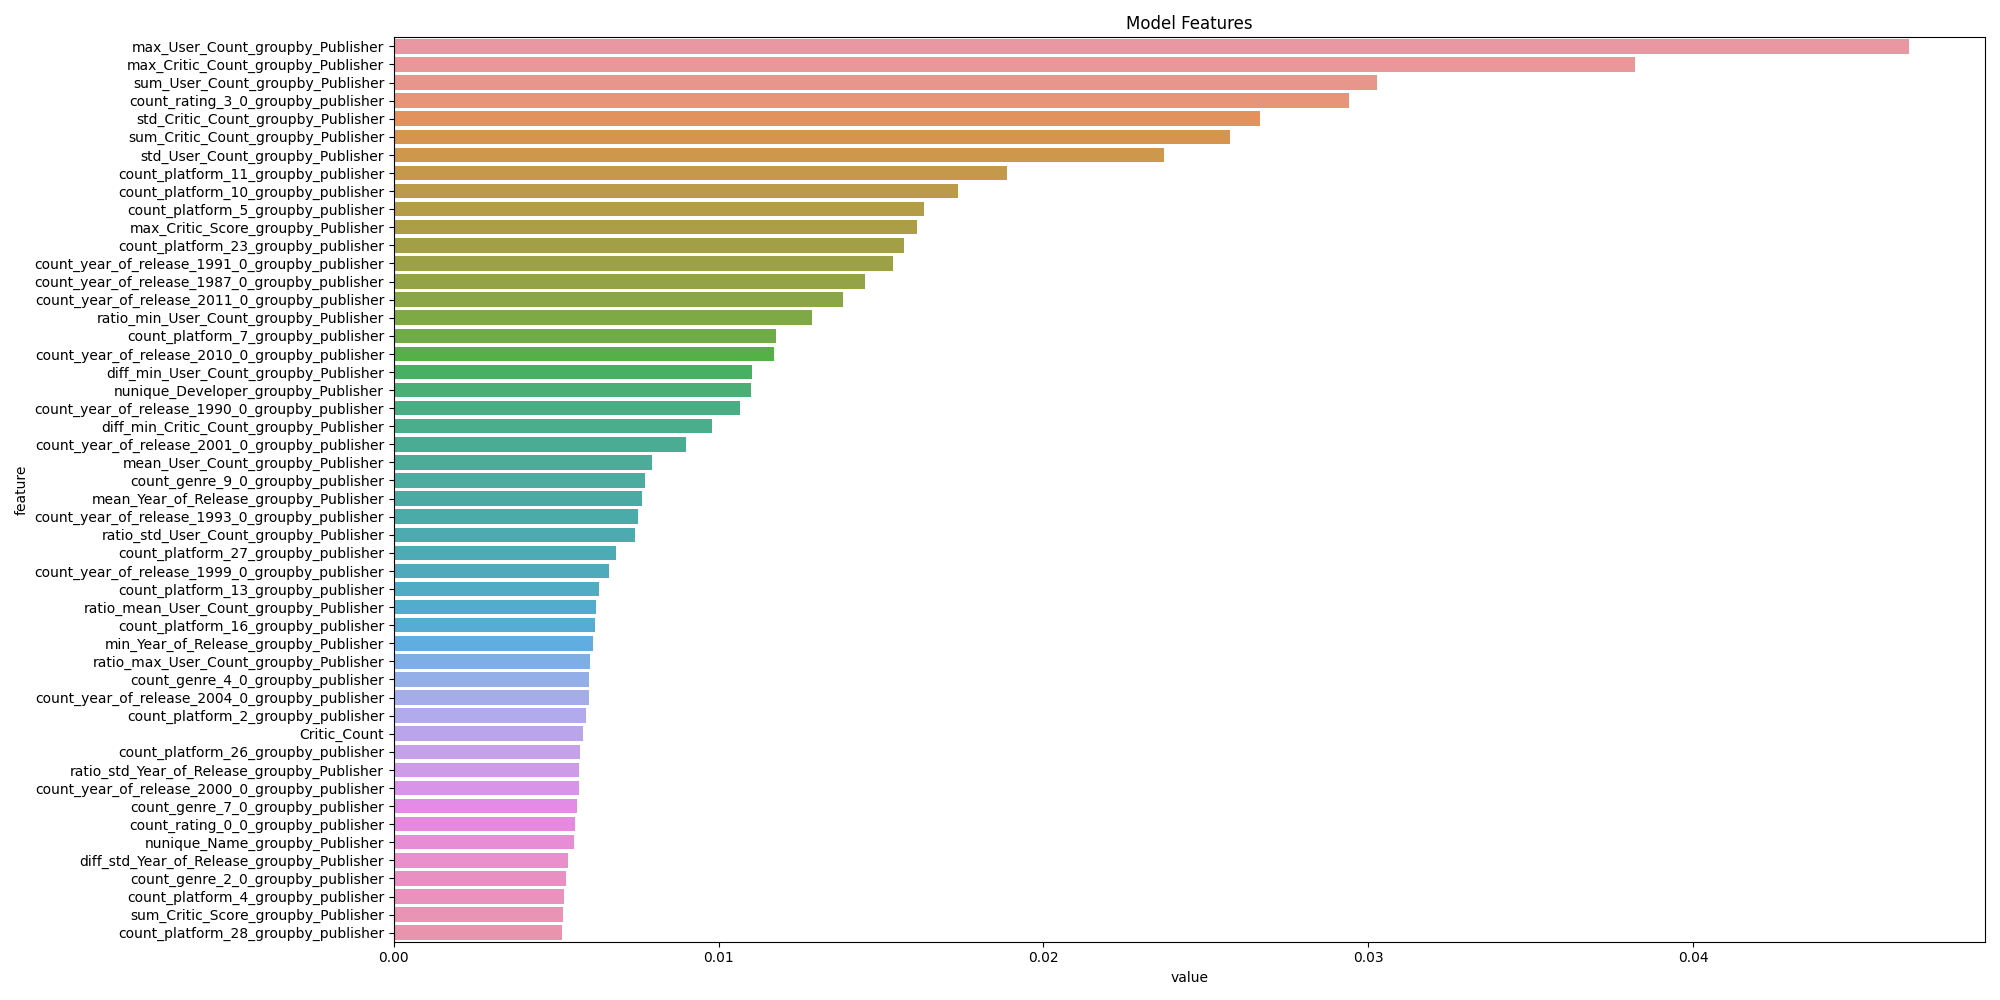 Model Features
max_User_Count_groupby_Publisher
max_Critic_Count_groupby_Publisher
sum_User_Count_groupby_Publisher
count_rating_3_0_groupby_publisher
std_Critic_Count_groupby_Publisher
sum_Critic_Count_groupby_Publisher
std_User_Count_groupby_Publisher
count_platform_11_groupby_publisher
count_platform_10_groupby_publisher
count_platform_5_groupby_publisher
max_Critic_Score_groupby_Publisher
count_platform_23_groupby_publisher
count_year_of_release_1991_0_groupby_publisher
count_year_of_release_1987_0_groupby_publisher
count_year_of_release_2011_0_groupby_publisher
ratio_min_User_Count_groupby_Publisher
count_platform_7_groupby_publisher
count_year_of_release_2010_0_groupby_publisher
diff_min_User_Count_groupby_Publisher
nunique_Developer_groupby_Publisher
count_year_of_release_1990_0_groupby_publisher
diff_min_Critic_Count_groupby_Publisher
count_year_of_release_2001_0_groupby_publisher
mean_User_Count_groupby_Publisher
count_genre_9_0_groupby_publisher
mean_Year_of_Release_groupby_Publisher
count_year_of_release_1993_0_groupby_publisher
ratio_std_User_Count_groupby_Publisher
count_platform_27_groupby_publisher
count_year_of_release_1999_0_groupby_publisher
count_platform_13_groupby_publisher
ratio_mean_User_Count_groupby_Publisher
count_platform_16_groupby_publisher
min_Year_of_Release_groupby_Publisher
ratio_max_User_Count_groupby_Publisher
count_genre_4_0_groupby_publisher
count_year_of_release_2004_0_groupby_publisher
count_platform_2_groupby_publisher
Critic_Count
count_platform_26_groupby_publisher
ratio_std_Year_of_Release_groupby_Publisher
count_year_of_release_2000_0_groupby_publisher
count_genre_7_0_groupby_publisher
count_rating_0_0_groupby_publisher
nunique_Name_groupby_Publisher
diff_std_Year_of_Release_groupby_Publisher
count_genre_2_0_groupby_publisher
count_platform_4_groupby_publisher
sum_Critic_Score_groupby_Publisher
count_platform_28_groupby_publisher
feature
0.00 0.01 0.02 0.03 0.04
value